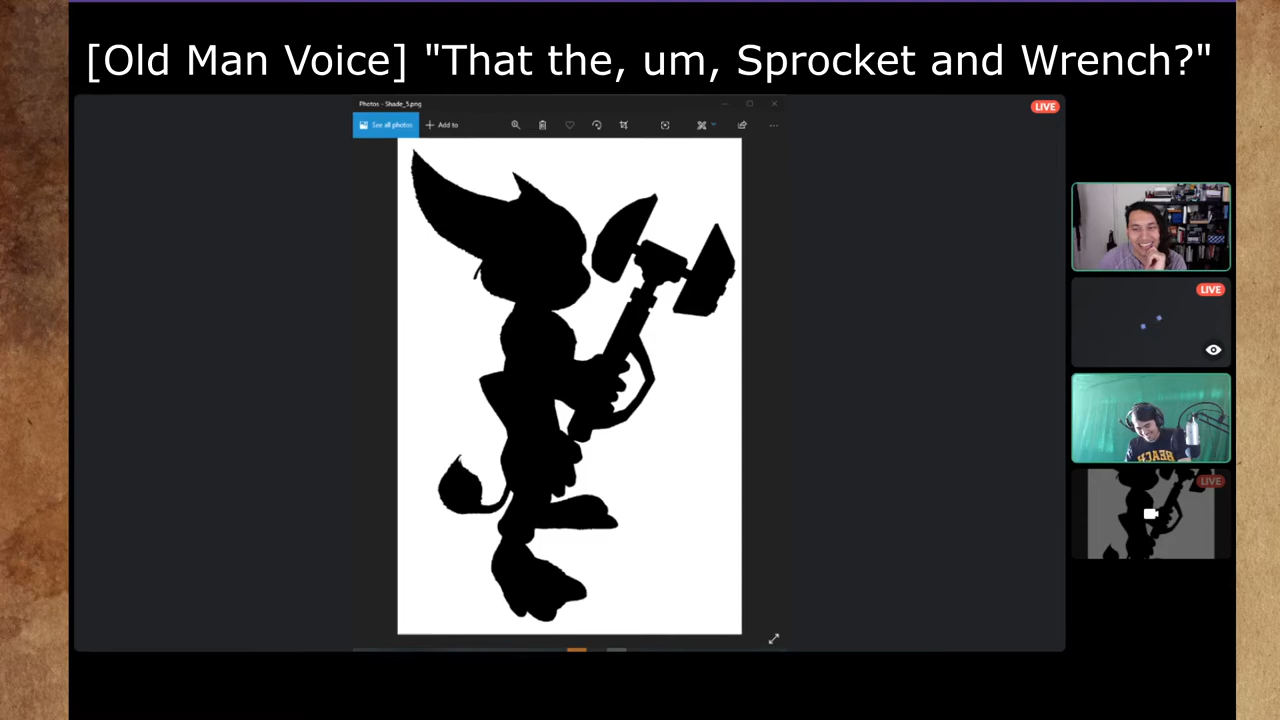 [Old Man Voice] "That the, um, Sprocket and Wrench?"
Photos - Shade_5.png
See all photos
Add to
LIVE
LIVE
LIVE